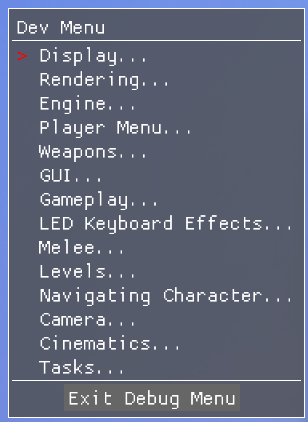 Dev Menu
> Display...
Rendering...
Engine...
Player Menu...
Weapons...
GUI...
Gameplay...
LED Keyboard Effects...
Melee...
Levels...
Navigating Character...
Camera...
Cinematics...
Tasks...
Exit Debug Menu